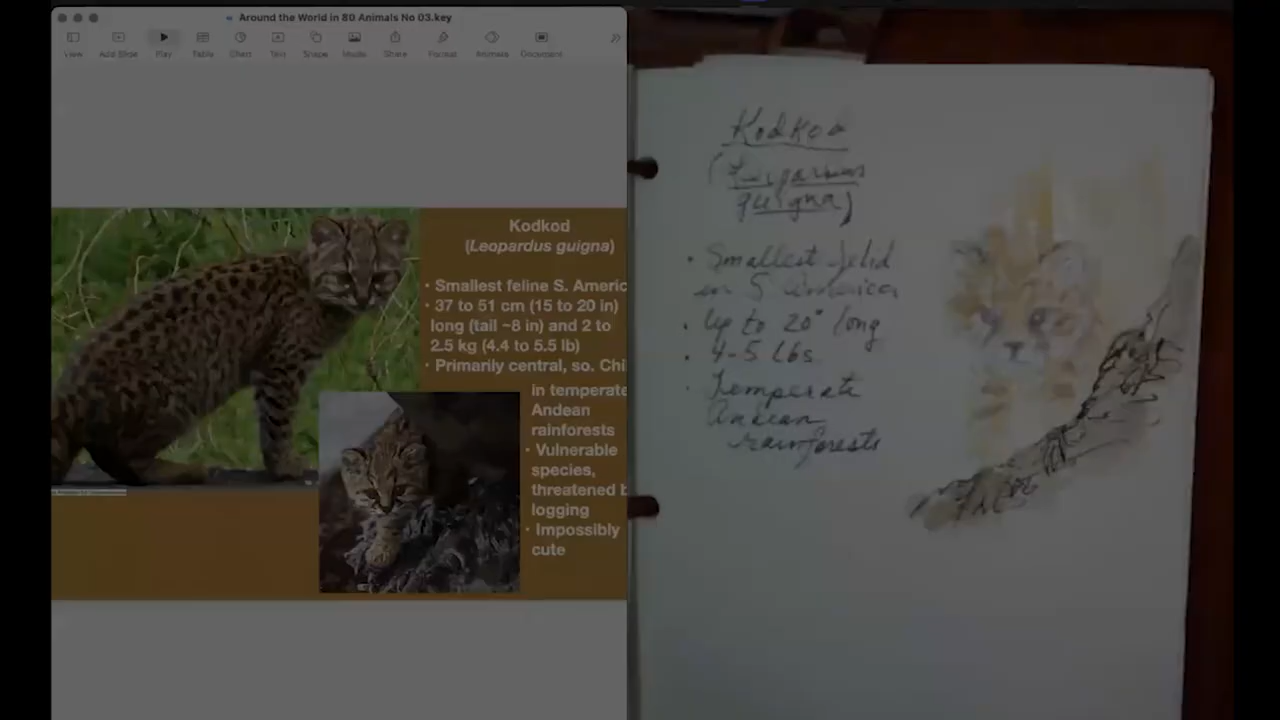 Around the World in 80 Animals No 03.key
View
Add Slide
Play
Table
Chart
Text
Shape
Media
Share
Format
Animate
Document
Kodkod
(Leopardus guigna)
• Smallest feline S. Americ
• 37 to 51 cm (15 to 20 in)
long (tail ~8 in) and 2 to
2.5 kg (4.4 to 5.5 lb)
• Primarily central, so. Chi
in temperate
Andean
rainforests
• Vulnerable
species,
threatened b
logging
• Impossibly
cute
Kodkod
guigna)
• Smallest felid
in S America
• Up to 20" long
• 4-5 lbs
• Temperate
Andean
rainforests